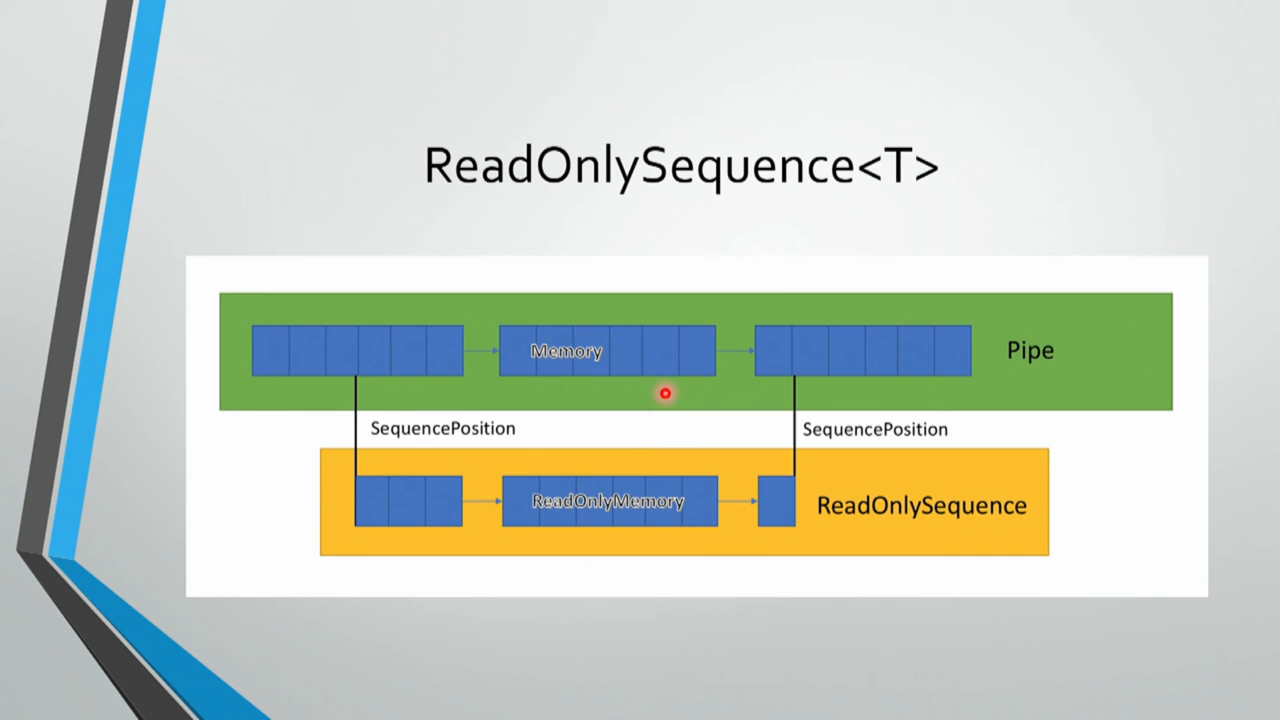 ReadOnlySequence<T>
Memory
Pipe
SequencePosition
SequencePosition
ReadOnlyMemory
ReadOnlySequence